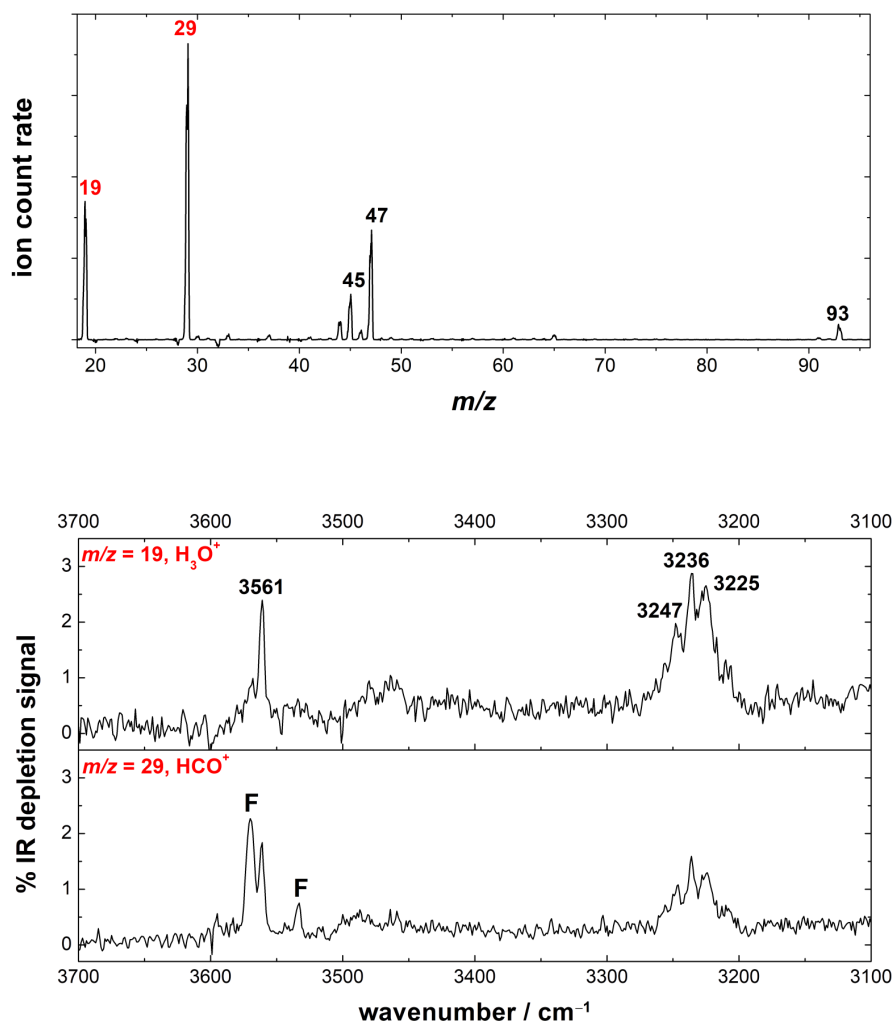 ion count rate
29
19
47
45
93
20 30 40 50 60 70 80 90
m/z
3700 3600 3500 3400 3300 3200 3100
% IR depletion signal
m/z = 19, H₃O⁺
3561
3236
3247
3225
3
2
1
0
m/z = 29, HCO⁺
F
F
3
2
1
0
3700 3600 3500 3400 3300 3200 3100
wavenumber / cm⁻¹